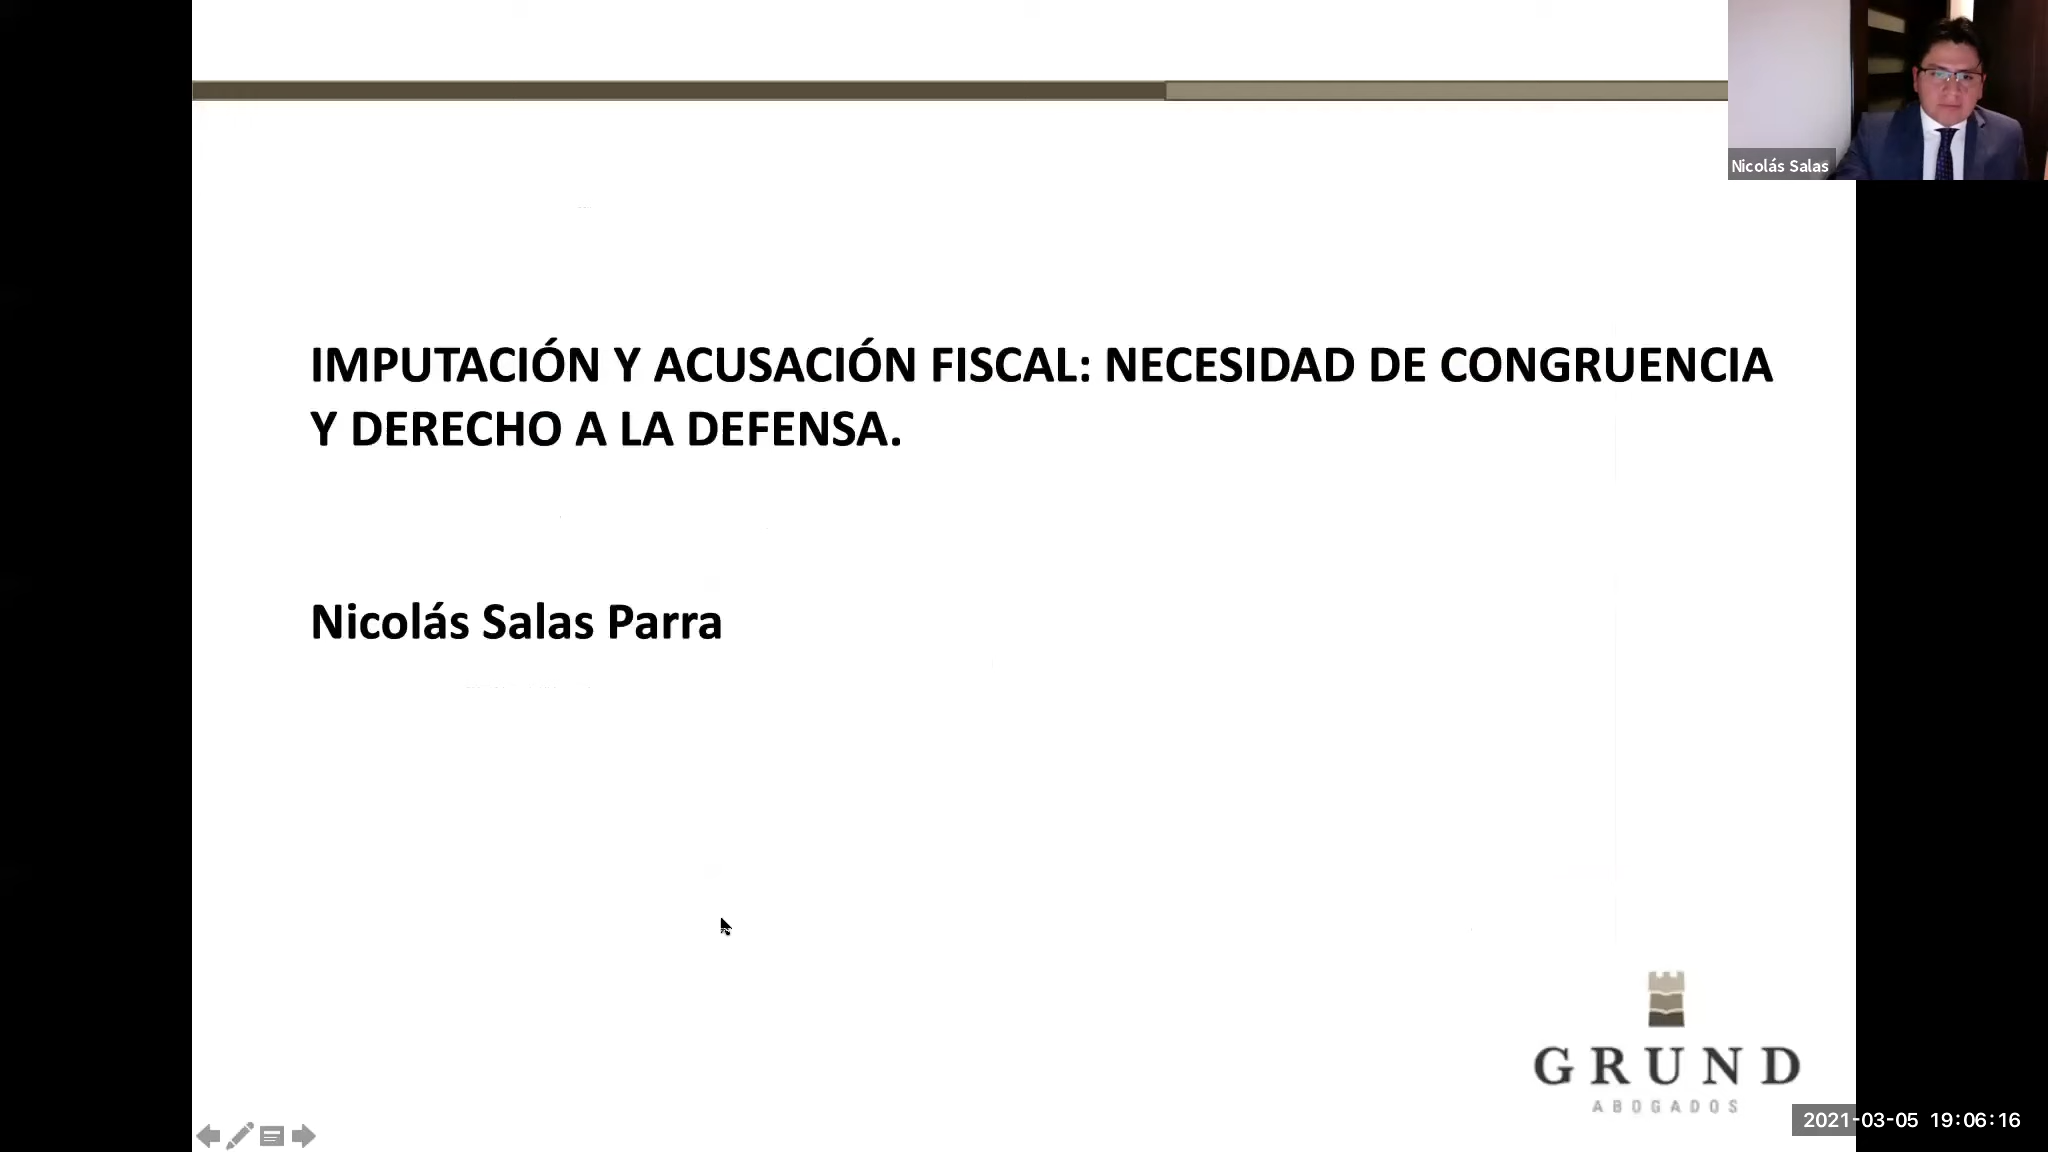 Nicolás Salas
IMPUTACIÓN Y ACUSACIÓN FISCAL: NECESIDAD DE CONGRUENCIA
Y DERECHO A LA DEFENSA.
Nicolás Salas Parra
GRUND
ABOGADOS
2021-03-05 19:06:16